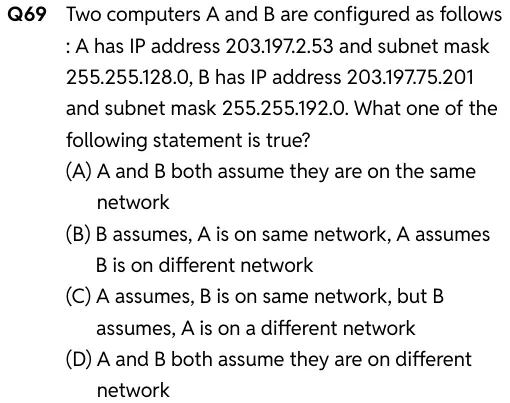 Q69 Two computers A and B are configured as follows
: A has IP address 203.197.2.53 and subnet mask
255.255.128.0, B has IP address 203.197.75.201
and subnet mask 255.255.192.0. What one of the
following statement is true?
(A) A and B both assume they are on the same
network
(B) B assumes, A is on same network, A assumes
B is on different network
(C) A assumes, B is on same network, but B
assumes, A is on a different network
(D) A and B both assume they are on different
network